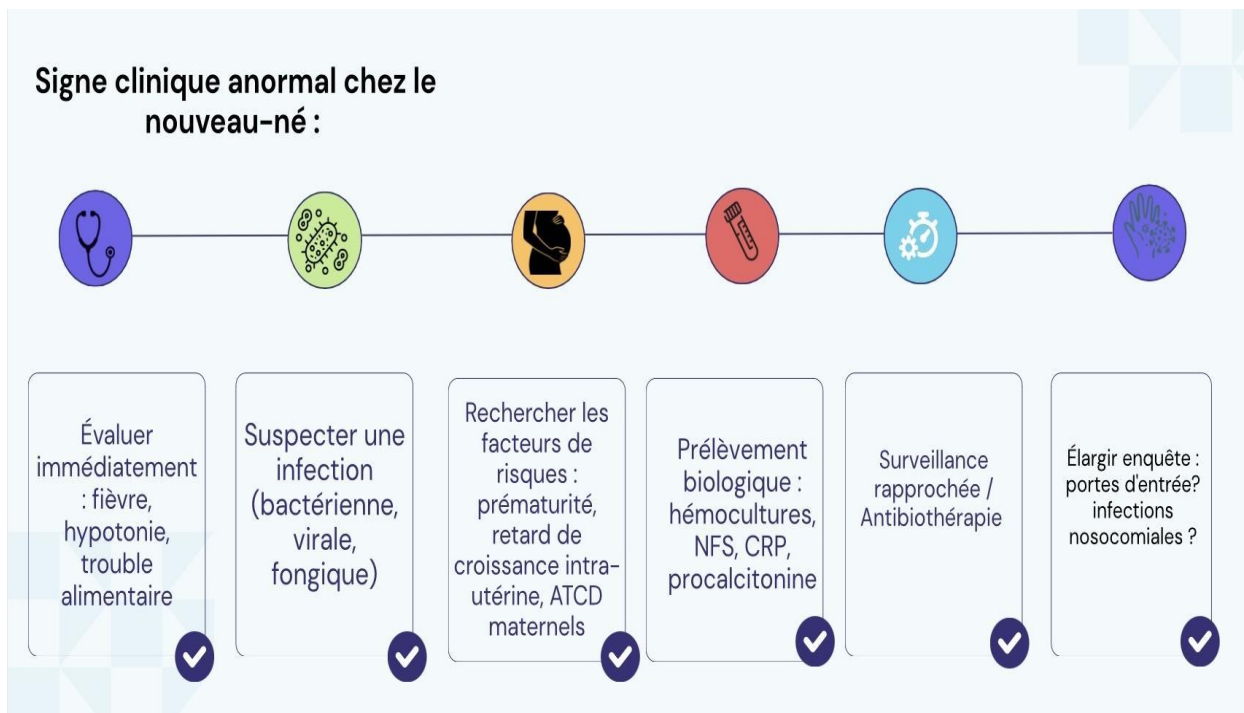 Signe clinique anormal chez le
nouveau-né :
Évaluer
immédiatement
: fièvre,
hypotonie,
trouble
alimentaire
Suspecter une
infection
(bactérienne,
virale,
fongique)
Rechercher les
facteurs de
risques :
prématurité,
retard de
croissance intra-
utérine, ATCD
maternels
Prélèvement
biologique :
hémocultures,
NFS, CRP,
procalcitonine
Surveillance
rapprochée /
Antibiothérapie
Élargir enquête :
portes d'entrée?
infections
nosocomiales ?